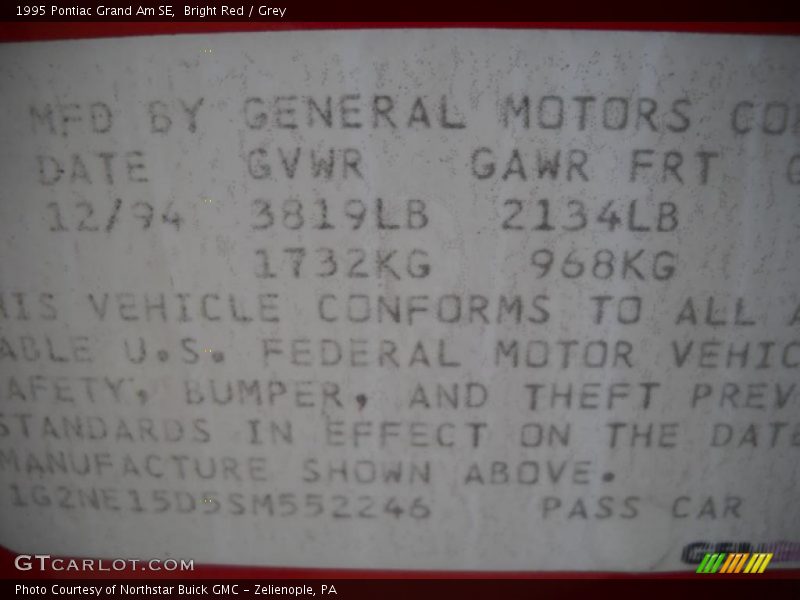 1995 Pontiac Grand Am SE,  Bright Red / Grey
MFD BY GENERAL MOTORS CO
DATE GVWR GAWR FRT G
12/94 3819LB 2134LB
1732KG 968KG
HIS VEHICLE CONFORMS TO ALL A
ABLE U.S. FEDERAL MOTOR VEHIC
AFETY, BUMPER, AND THEFT PREV
STANDARDS IN EFFECT ON THE DATE
MANUFACTURE SHOWN ABOVE.
1G2NE15D5SM552246 PASS CAR
GTCARLOT.COM
Photo Courtesy of Northstar Buick GMC - Zelienople, PA